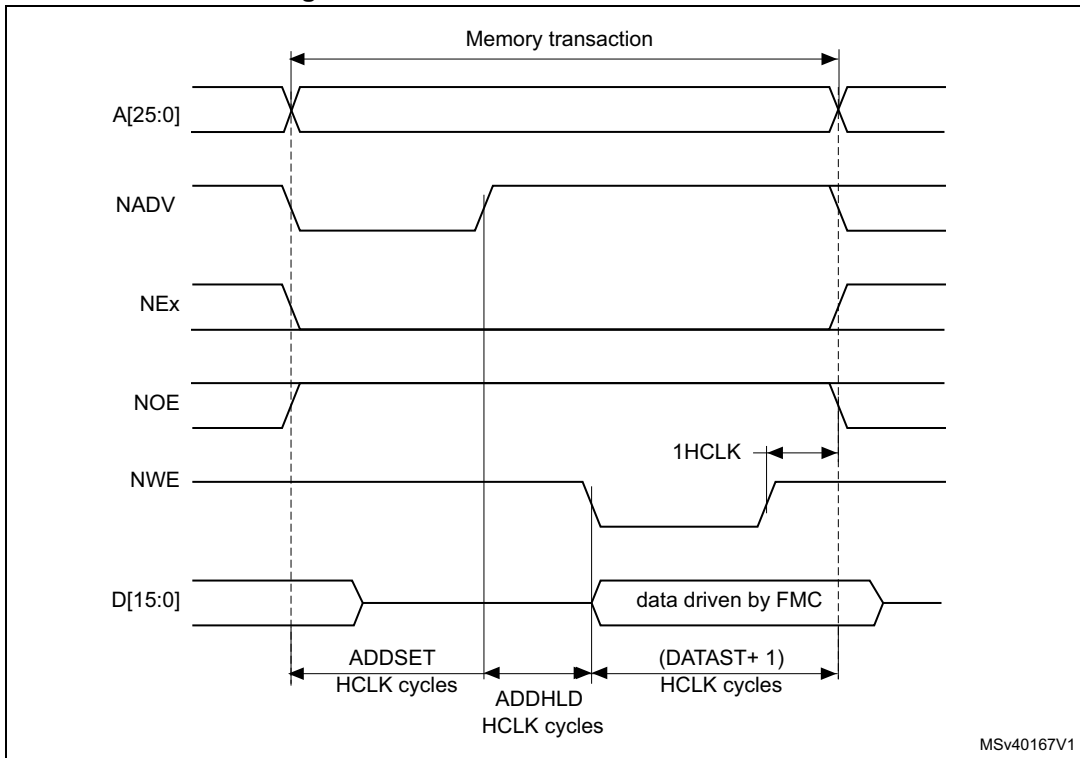 Memory transaction
A[25:0]
NADV
NEx
NOE
1HCLK
NWE
D[15:0]
data driven by FMC
ADDSET
HCLK cycles
(DATAST+ 1)
HCLK cycles
ADDHLD
HCLK cycles
MSv40167V1